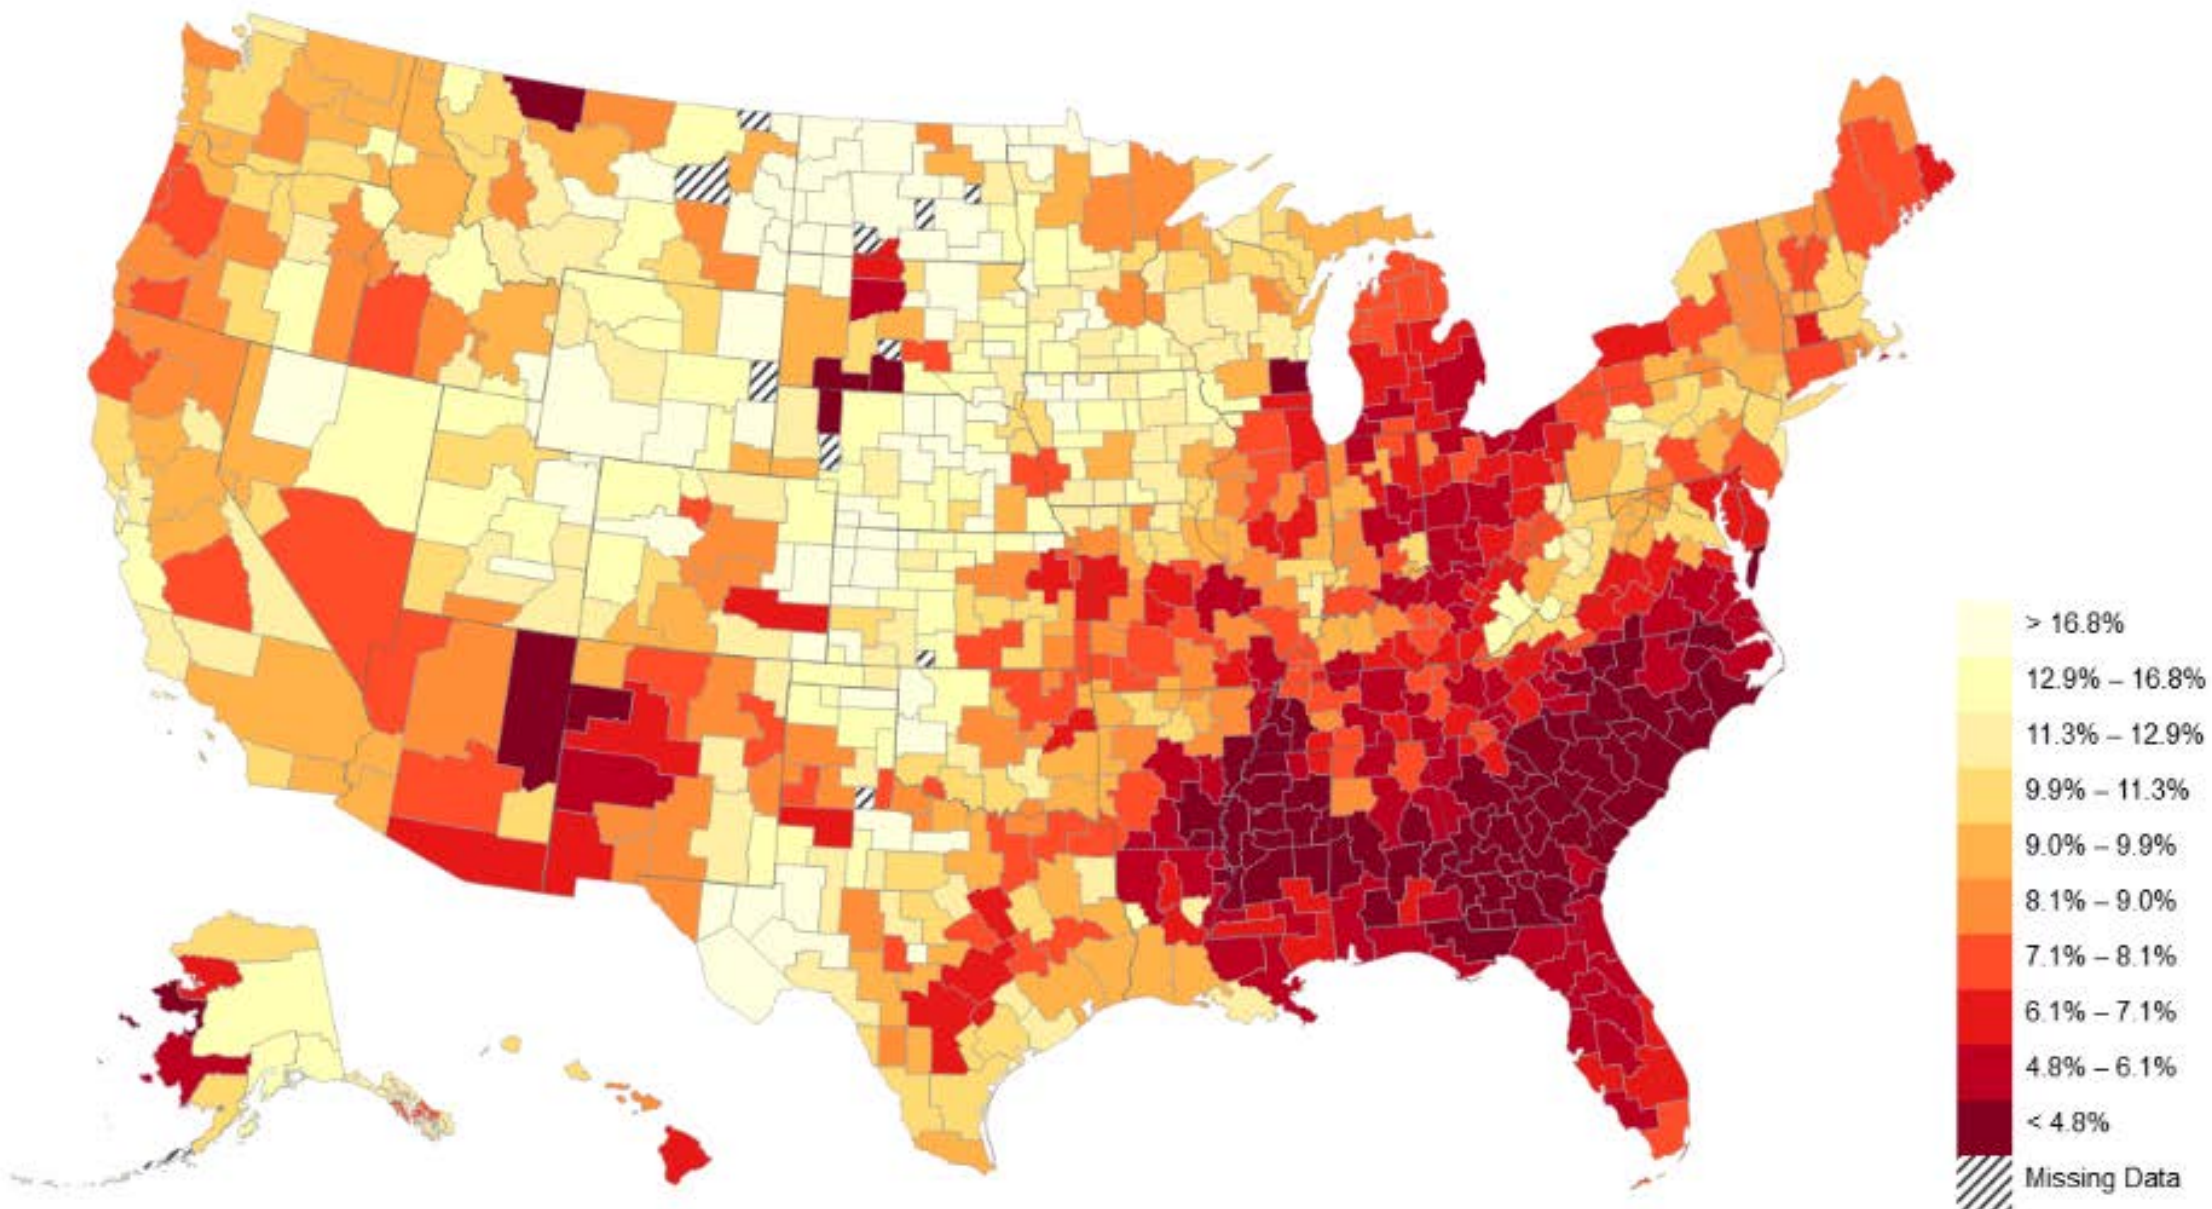 > 16.8%
12.9% – 16.8%
11.3% – 12.9%
9.9% – 11.3%
9.0% – 9.9%
8.1% – 9.0%
7.1% – 8.1%
6.1% – 7.1%
4.8% – 6.1%
< 4.8%
Missing Data